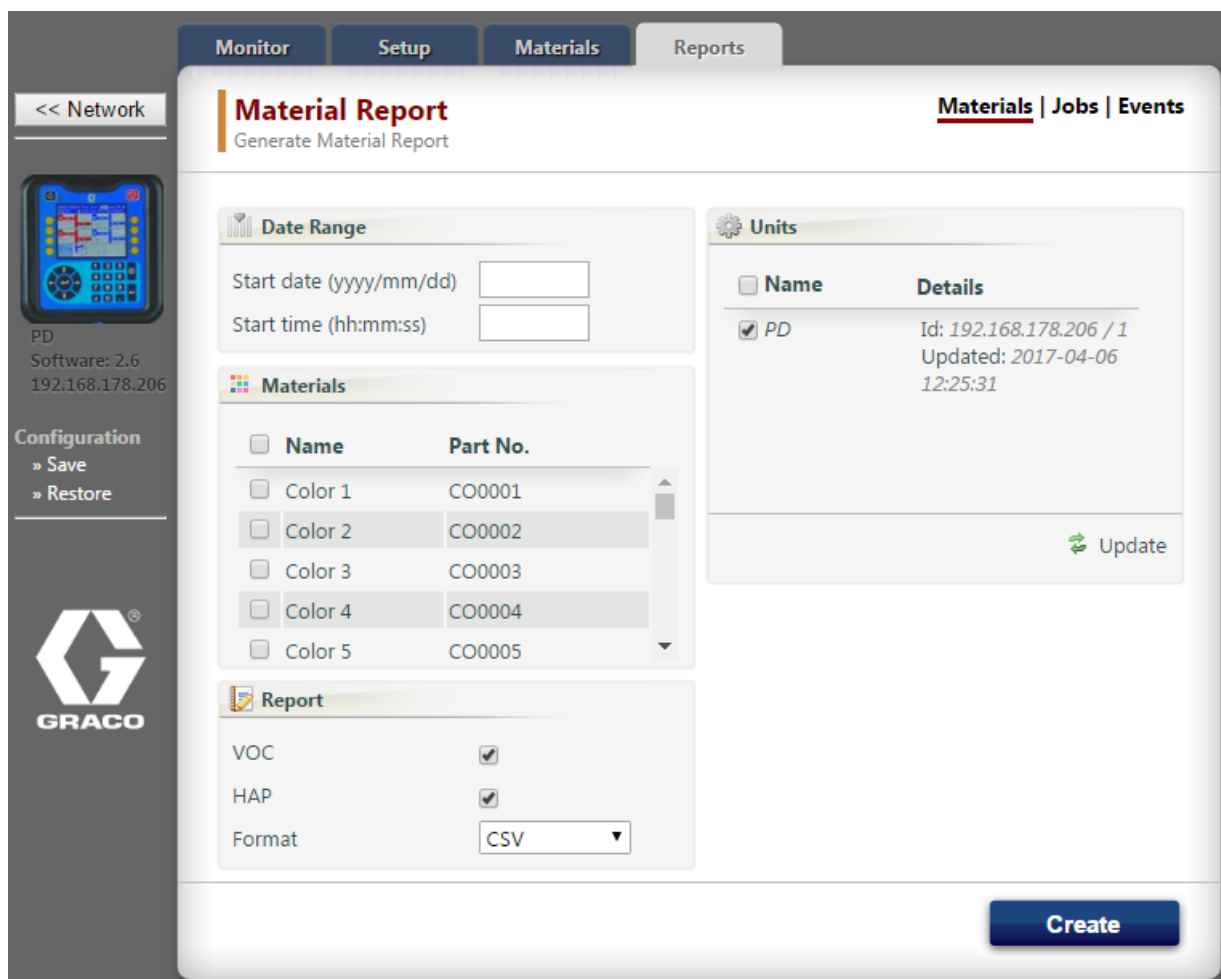 Monitor Setup Materials Reports
<< Network
Material Report
Generate Material Report
Materials | Jobs | Events
PD
Software: 2.6
192.168.178.206
Configuration
» Save
» Restore
GRACO ®
Date Range
Start date (yyyy/mm/dd)
Start time (hh:mm:ss)
Materials
Name Part No.
Color 1 CO0001
Color 2 CO0002
Color 3 CO0003
Color 4 CO0004
Color 5 CO0005
Report
VOC
HAP
Format CSV
Units
Name Details
PD Id: 192.168.178.206 / 1
Updated: 2017-04-06
12:25:31
Update
Create